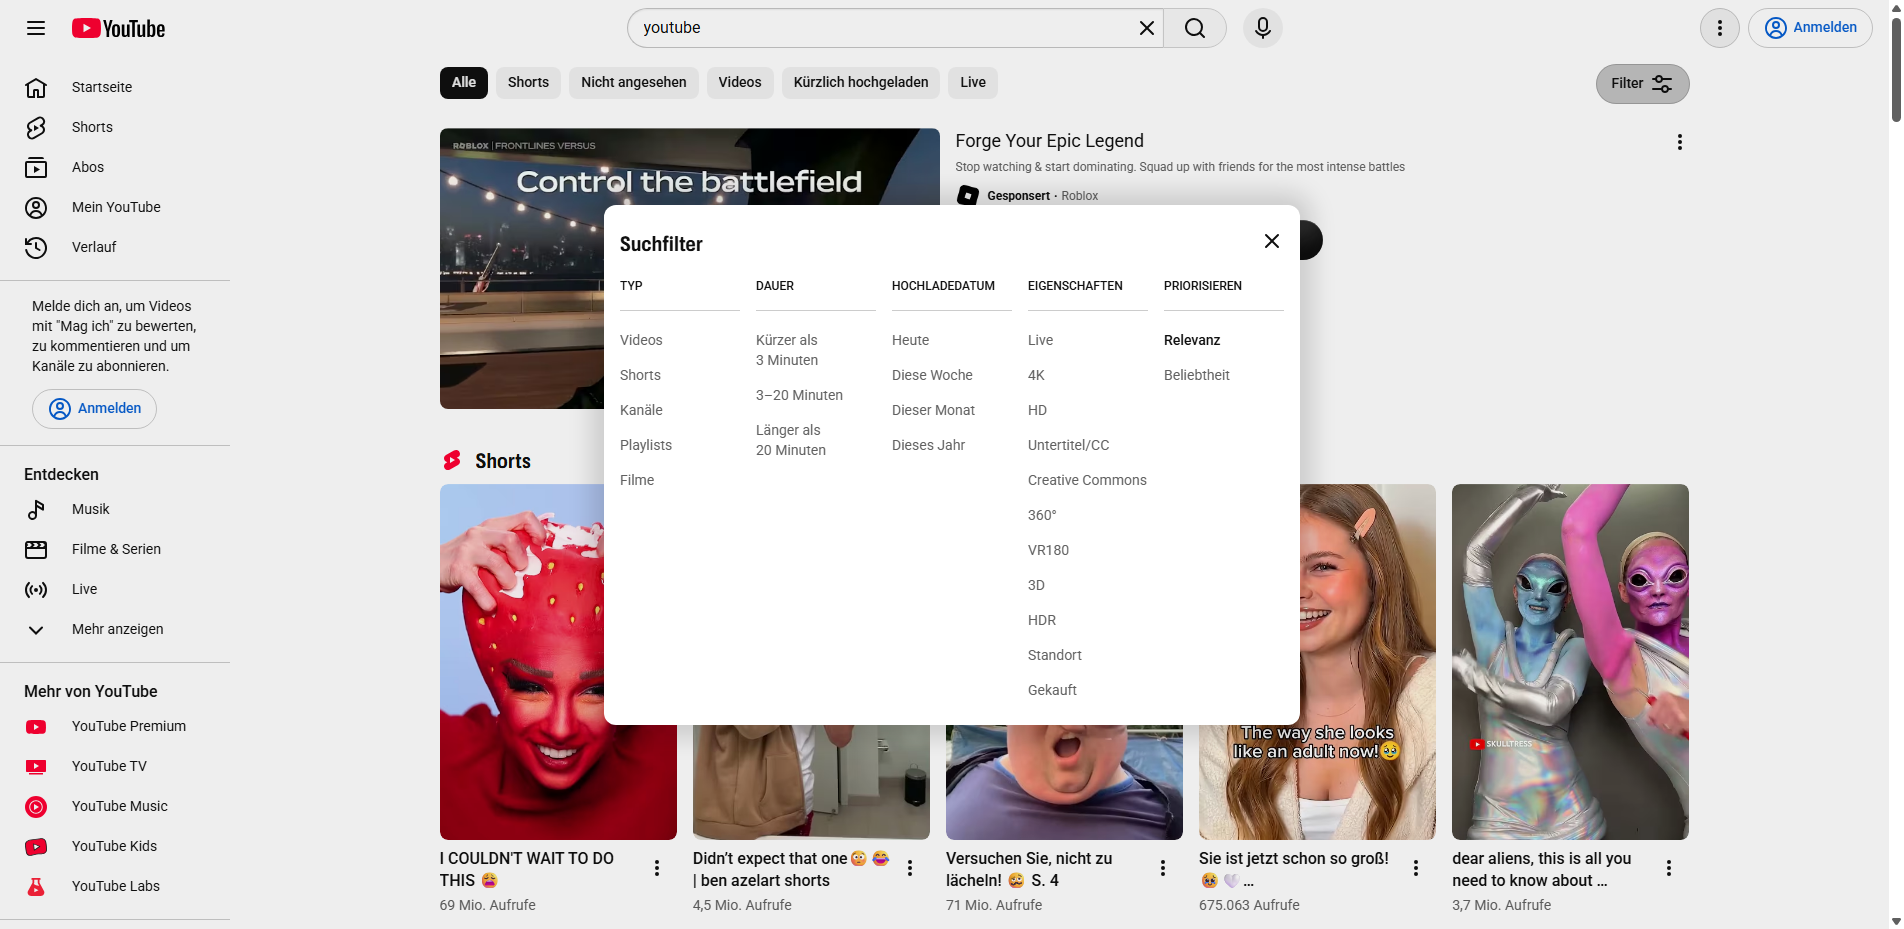 YouTube
youtube
Anmelden
Startseite
Shorts
Abos
Mein YouTube
Verlauf
Melde dich an, um Videos
mit "Mag ich" zu bewerten,
zu kommentieren und um
Kanäle zu abonnieren.
Anmelden
Entdecken
Musik
Filme & Serien
Live
Mehr anzeigen
Mehr von YouTube
YouTube Premium
YouTube TV
YouTube Music
YouTube Kids
YouTube Labs
Alle
Shorts
Nicht angesehen
Videos
Kürzlich hochgeladen
Live
Filter
ROBLOX | FRONTLINES VERSUS
Control the battlefield
Forge Your Epic Legend
Stop watching & start dominating. Squad up with friends for the most intense battles
Gesponsert · Roblox
Suchfilter
TYP
Videos
Shorts
Kanäle
Playlists
Filme
DAUER
Kürzer als
3 Minuten
3–20 Minuten
Länger als
20 Minuten
HOCHLADEDATUM
Heute
Diese Woche
Dieser Monat
Dieses Jahr
EIGENSCHAFTEN
Live
4K
HD
Untertitel/CC
Creative Commons
360°
VR180
3D
HDR
Standort
Gekauft
PRIORISIEREN
Relevanz
Beliebtheit
Shorts
The way she looks
like an adult now!🥹
SKULLTRESS
I COULDN'T WAIT TO DO
THIS 😩
69 Mio. Aufrufe
Didn't expect that one😳 😂
| ben azelart shorts
4,5 Mio. Aufrufe
Versuchen Sie, nicht zu
lächeln! 🥴 S. 4
71 Mio. Aufrufe
Sie ist jetzt schon so groß!
🥹 🤍 ...
675.063 Aufrufe
dear aliens, this is all you
need to know about ...
3,7 Mio. Aufrufe